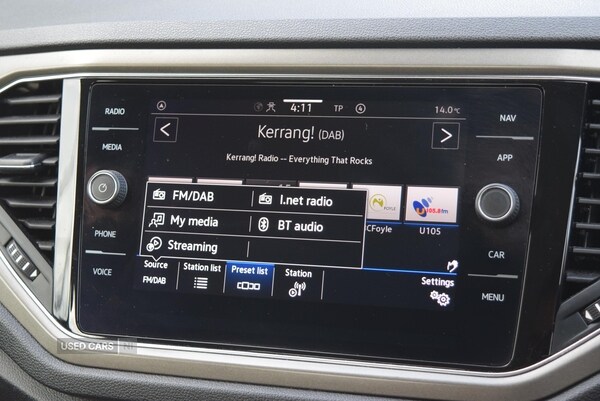 RADIO
MEDIA
PHONE
VOICE
4:11 TP 14.0°C
Kerrang! (DAB)
Kerrang! Radio -- Everything That Rocks
FM/DAB I.net radio
My media BT audio
Streaming
CFoyle U105
Source Station list Preset list Station Settings
FM/DAB
NAV
APP
CAR
MENU
USED CARS NI